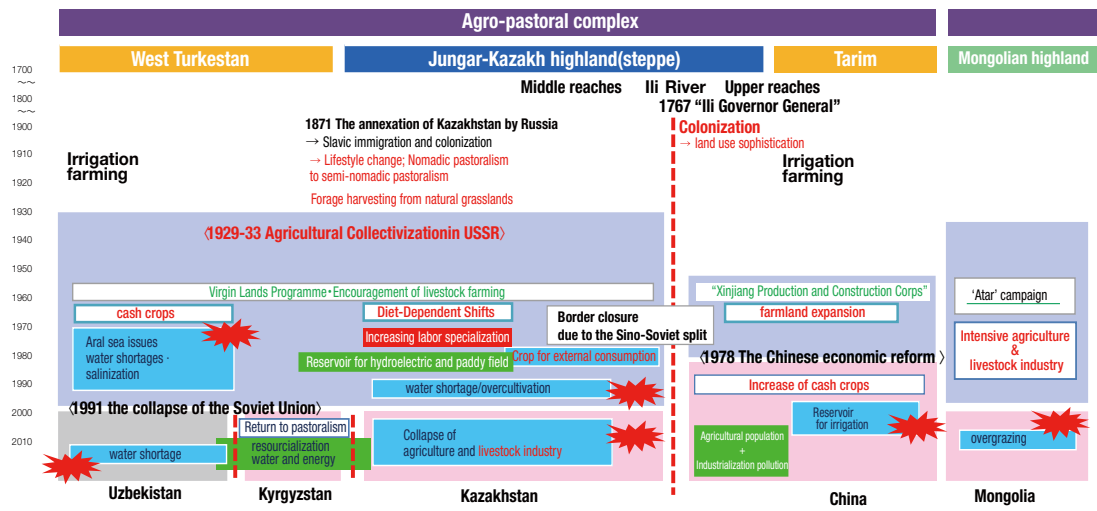 Agro-pastoral complex
West Turkestan
Jungar-Kazakh highland(steppe)
Tarim
Mongolian highland
1700
~~
1800
~~
1900
1910
1920
1930
1940
1950
1960
1970
1980
1990
2000
2010
Middle reaches
Ili River
Upper reaches
1767 “Ili Governor General”
1871 The annexation of Kazakhstan by Russia
→ Slavic immigration and colonization
→ Lifestyle change; Nomadic pastoralism
to semi-nomadic pastoralism
Forage harvesting from natural grasslands
Colonization
→ land use sophistication
Irrigation
farming
Irrigation
farming
〈1929-33 Agricultural Collectivizationin USSR〉
Virgin Lands Programme・Encouragement of livestock farming
cash crops
Aral sea issues
water shortages ·
salinization
Diet-Dependent Shifts
Increasing labor specialization
Reservoir for hydroelectric and paddy field
Crop for external consumption
water shortage/overcultivation
Border closure
due to the Sino-Soviet split
“Xinjiang Production and Construction Corps”
farmland expansion
〈1978 The Chinese economic reform 〉
Increase of cash crops
Reservoir
for irrigation
Agricultural population
+
Industrialization pollution
‘Atar’ campaign
Intensive agriculture
&
livestock industry
overgrazing
〈1991 the collapse of the Soviet Union〉
Return to pastoralism
resourcialization
water and energy
water shortage
Collapse of
agriculture and livestock industry
Uzbekistan
Kyrgyzstan
Kazakhstan
China
Mongolia